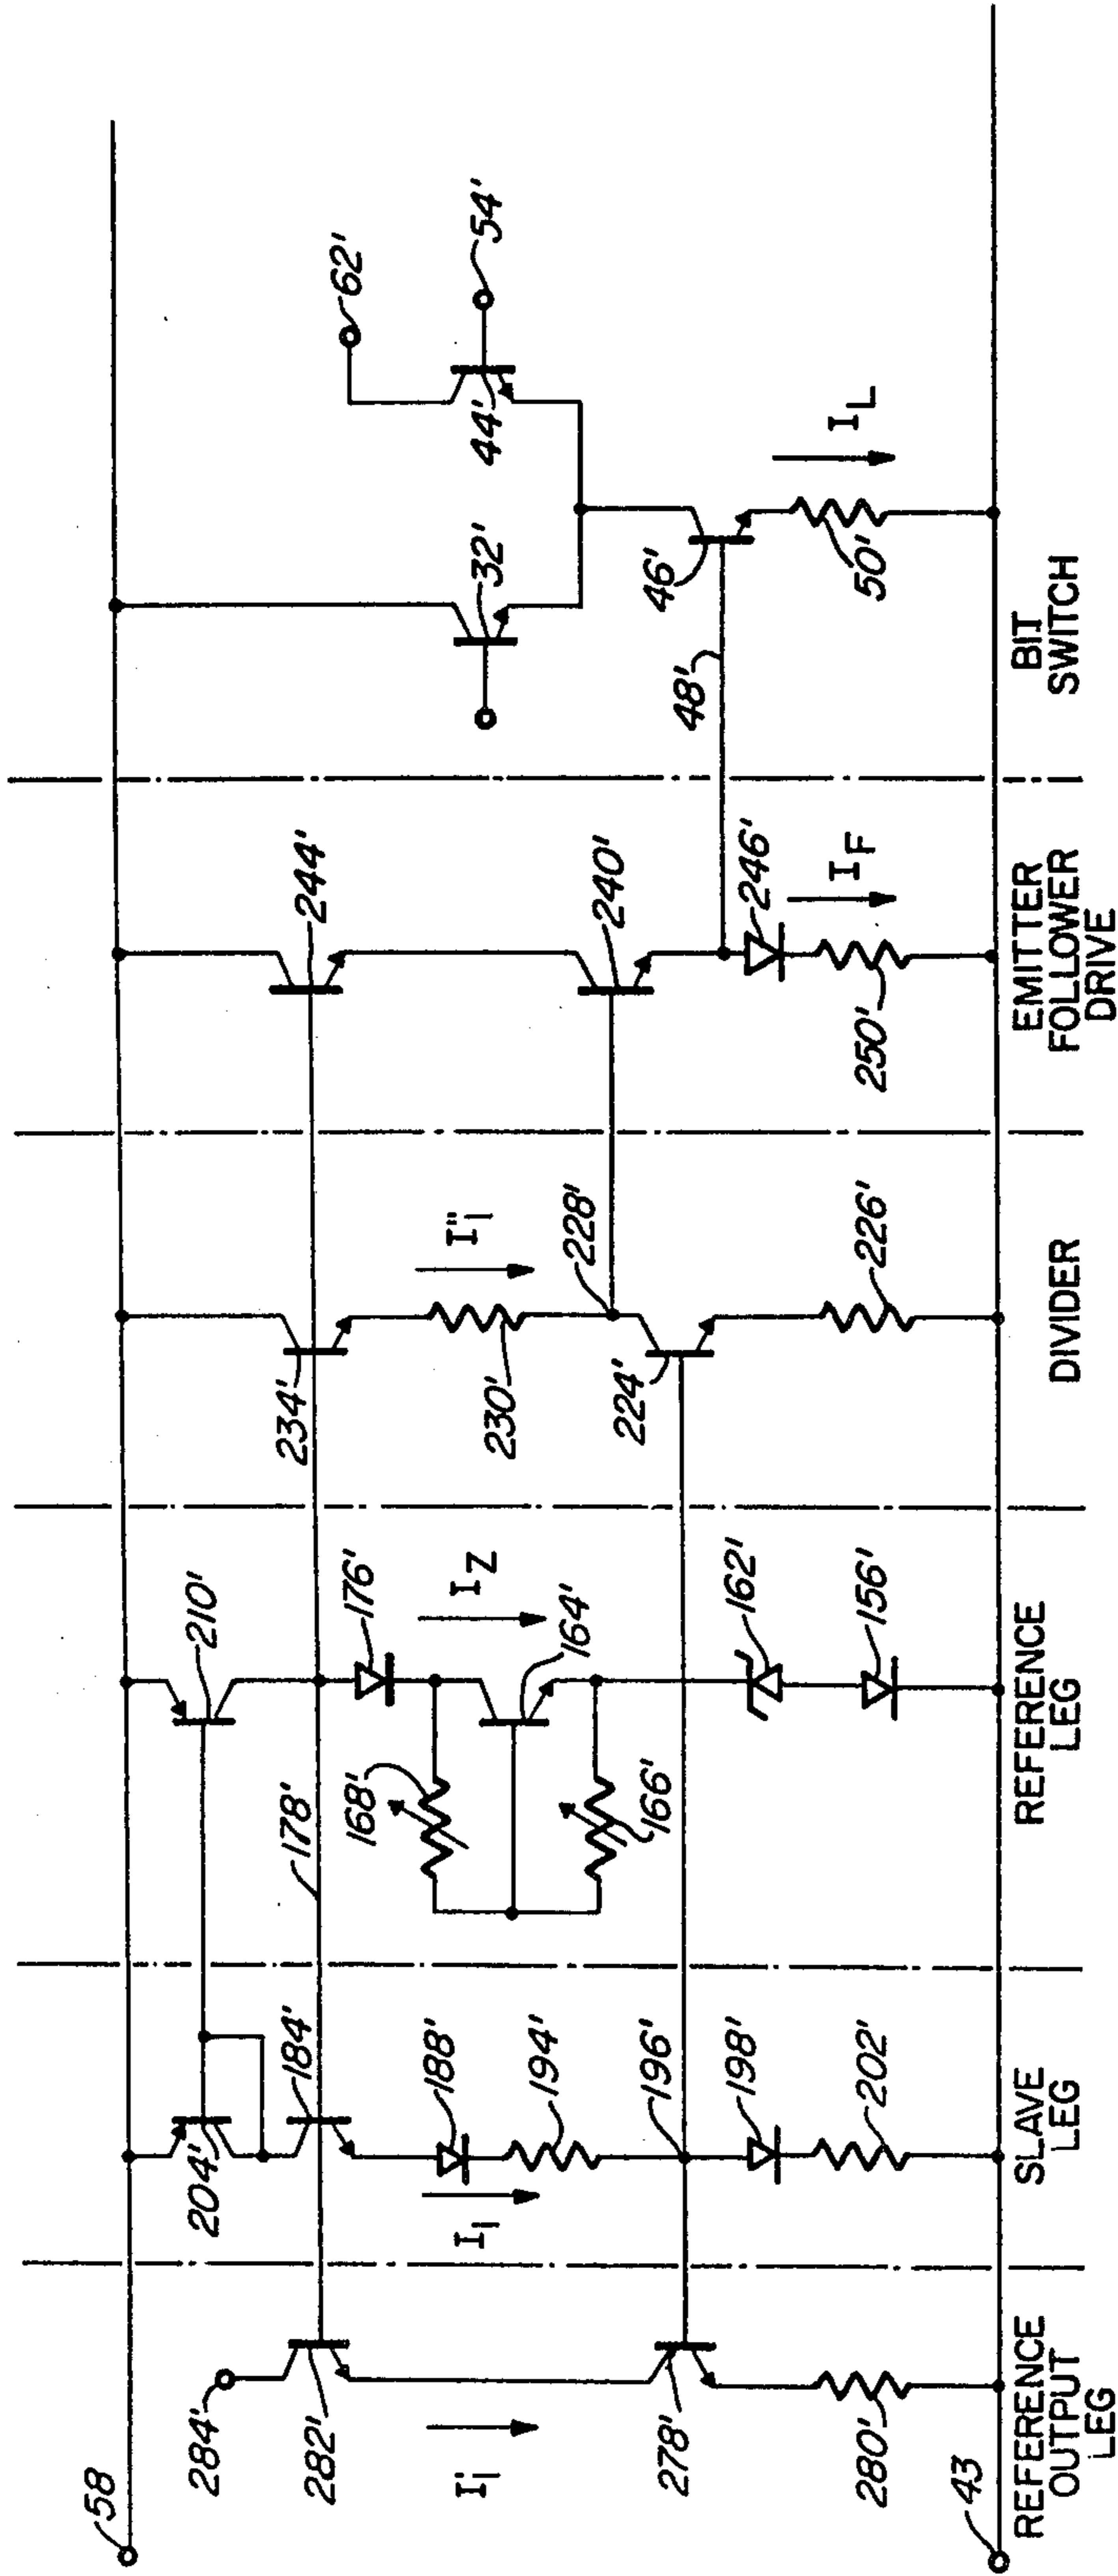 58
284'
282'
I'1
278'
280'
43
REFERENCE
OUTPUT
LEG
204'
184'
188'
I1
194'
196'
198'
202'
SLAVE
LEG
178'
210'
176'
168'
IZ
164'
166'
162'
156'
REFERENCE
LEG
234'
I"1
230'
228'
224'
226'
DIVIDER
244'
240'
246'
IF
250'
EMITTER
FOLLOWER
DRIVE
62'
54'
32'
44'
46'
48'
IL
50'
BIT
SWITCH